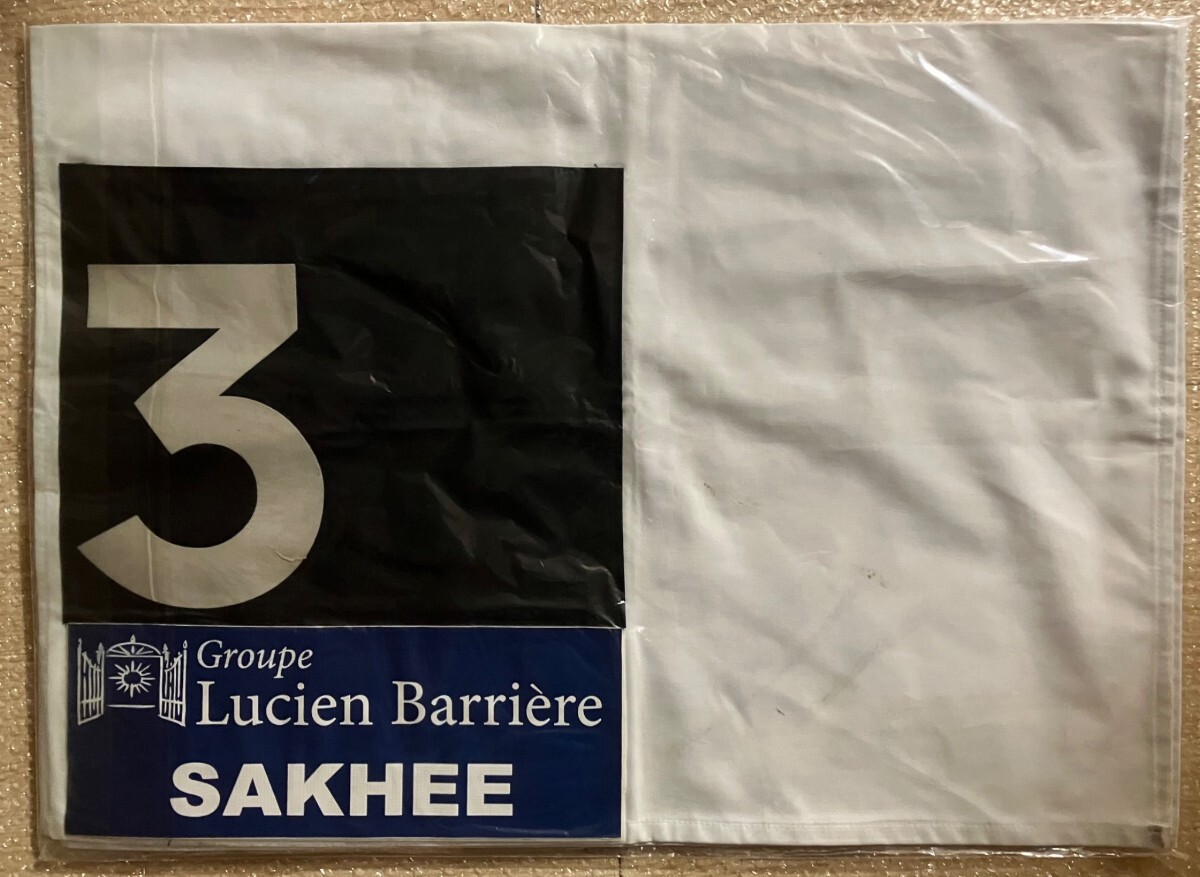 3
Groupe
Lucien Barrière
SAKHEE